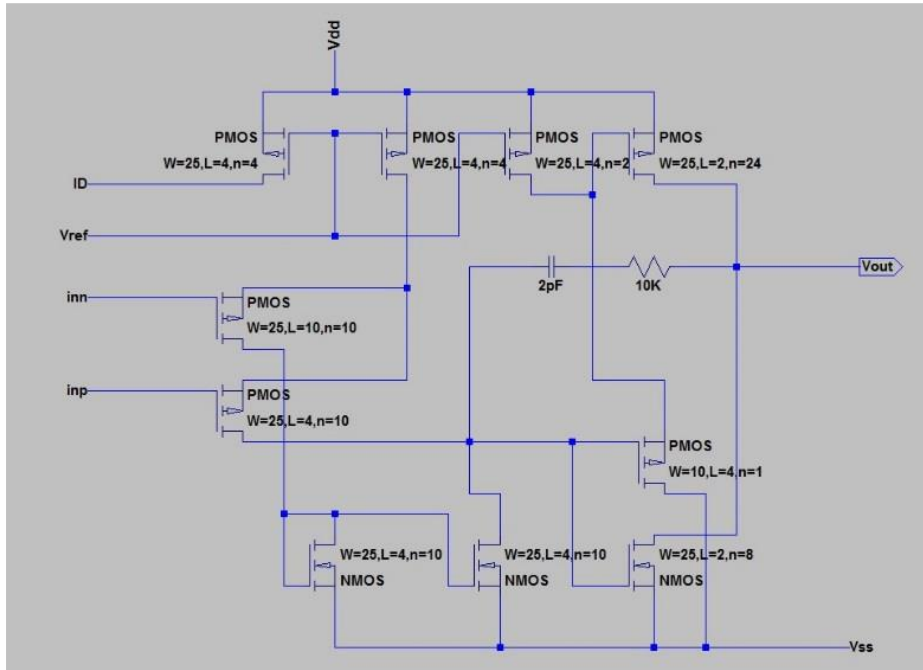 Vdd
PMOS
W=25,L=4,n=4
PMOS
W=25,L=4,n=4
PMOS
W=25,L=4,n=2
PMOS
W=25,L=2,n=24
ID
Vref
2pF
10K
Vout
inn
PMOS
W=25,L=10,n=10
inp
PMOS
W=25,L=4,n=10
PMOS
W=10,L=4,n=1
W=25,L=4,n=10
NMOS
W=25,L=4,n=10
NMOS
W=25,L=2,n=8
NMOS
Vss